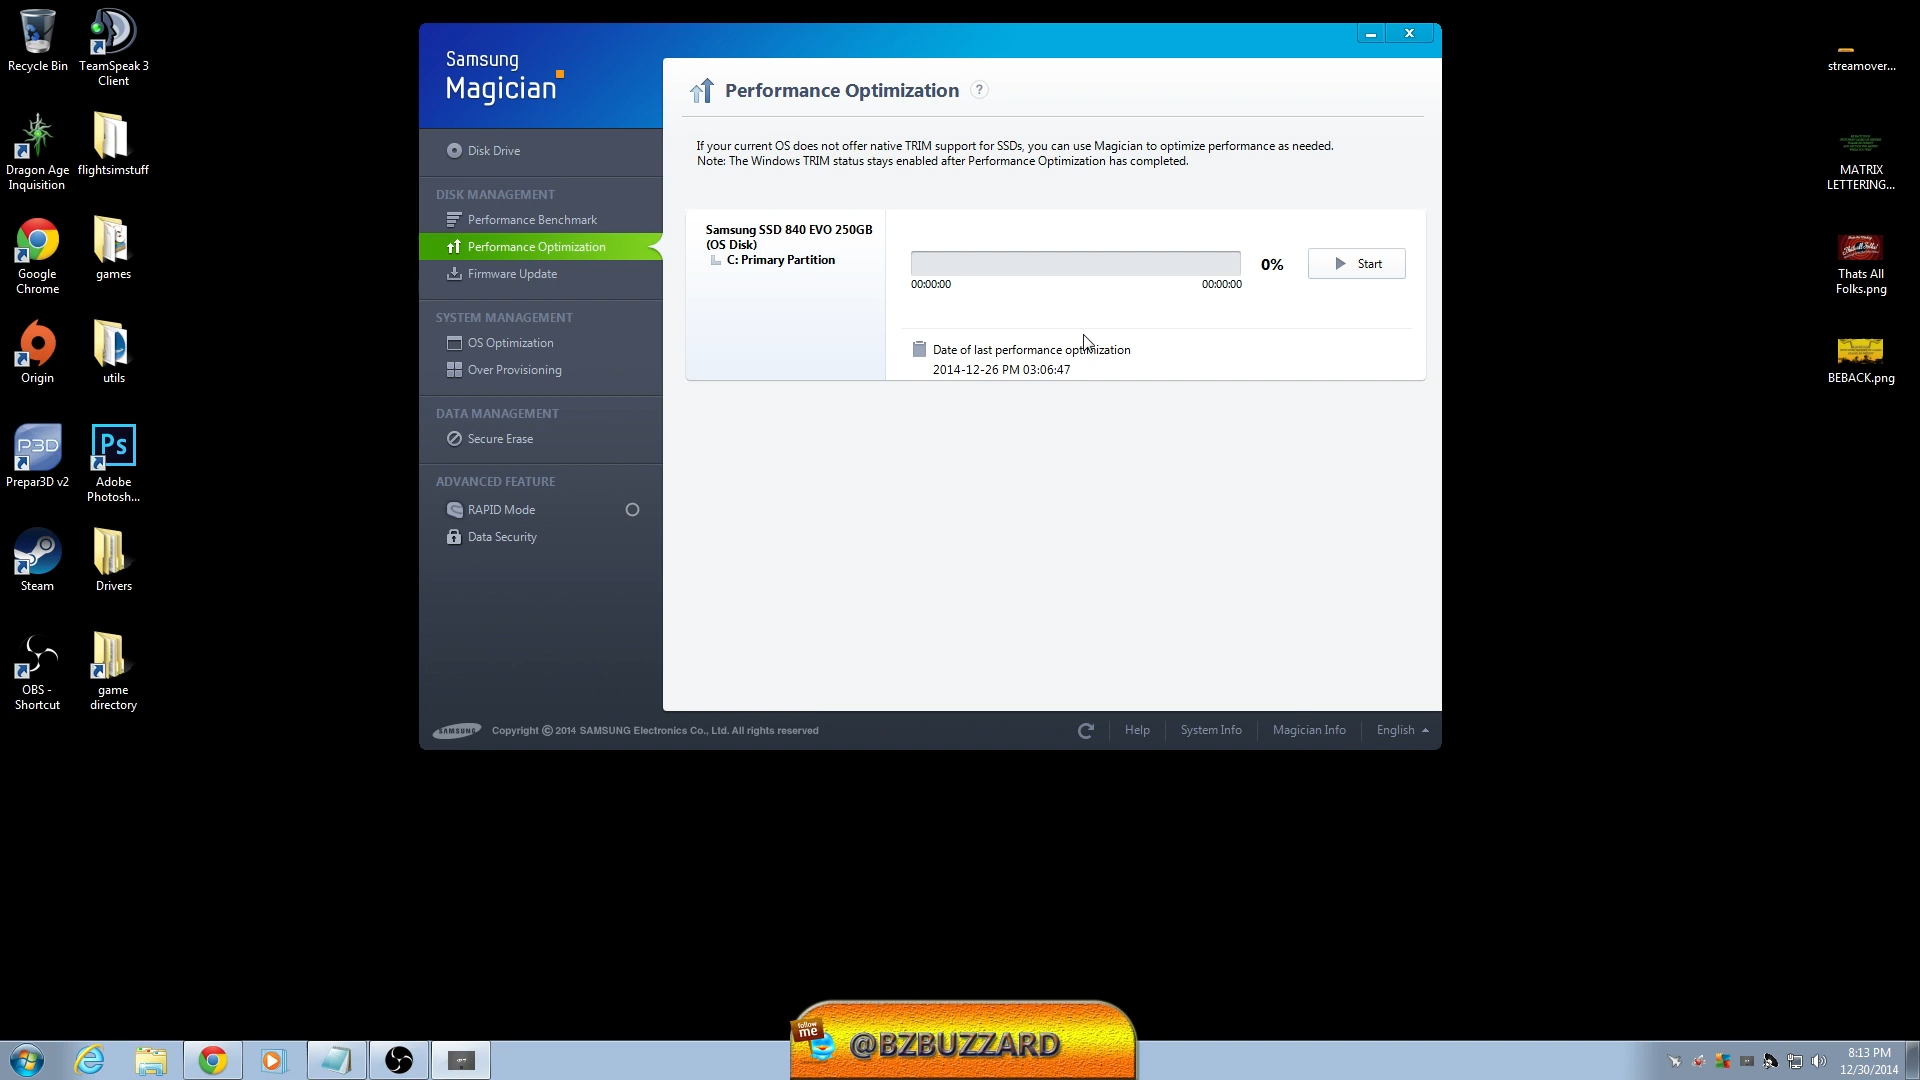 Recycle Bin
TeamSpeak 3
Client
Dragon Age
Inquisition
flightsimstuff
Google
Chrome
games
Origin
utils
P3D
Prepar3D v2
Ps
Adobe
Photosh...
Steam
Drivers
OBS -
Shortcut
game
directory
Samsung
Magician
Disk Drive
DISK MANAGEMENT
Performance Benchmark
Performance Optimization
Firmware Update
SYSTEM MANAGEMENT
OS Optimization
Over Provisioning
DATA MANAGEMENT
Secure Erase
ADVANCED FEATURE
RAPID Mode
Data Security
Performance Optimization ?
If your current OS does not offer native TRIM support for SSDs, you can use Magician to optimize performance as needed.
Note: The Windows TRIM status stays enabled after Performance Optimization has completed.
Samsung SSD 840 EVO 250GB
(OS Disk)
C: Primary Partition
0%
Start
00:00:00 00:00:00
Date of last performance optimization
2014-12-26 PM 03:06:47
SAMSUNG Copyright © 2014 SAMSUNG Electronics Co., Ltd. All rights reserved
Help System Info Magician Info English
streamover...
MATRIX
LETTERING...
Thats All
Folks.png
BEBACK.png
follow
me
@BZBUZZARD
8:13 PM
12/30/2014